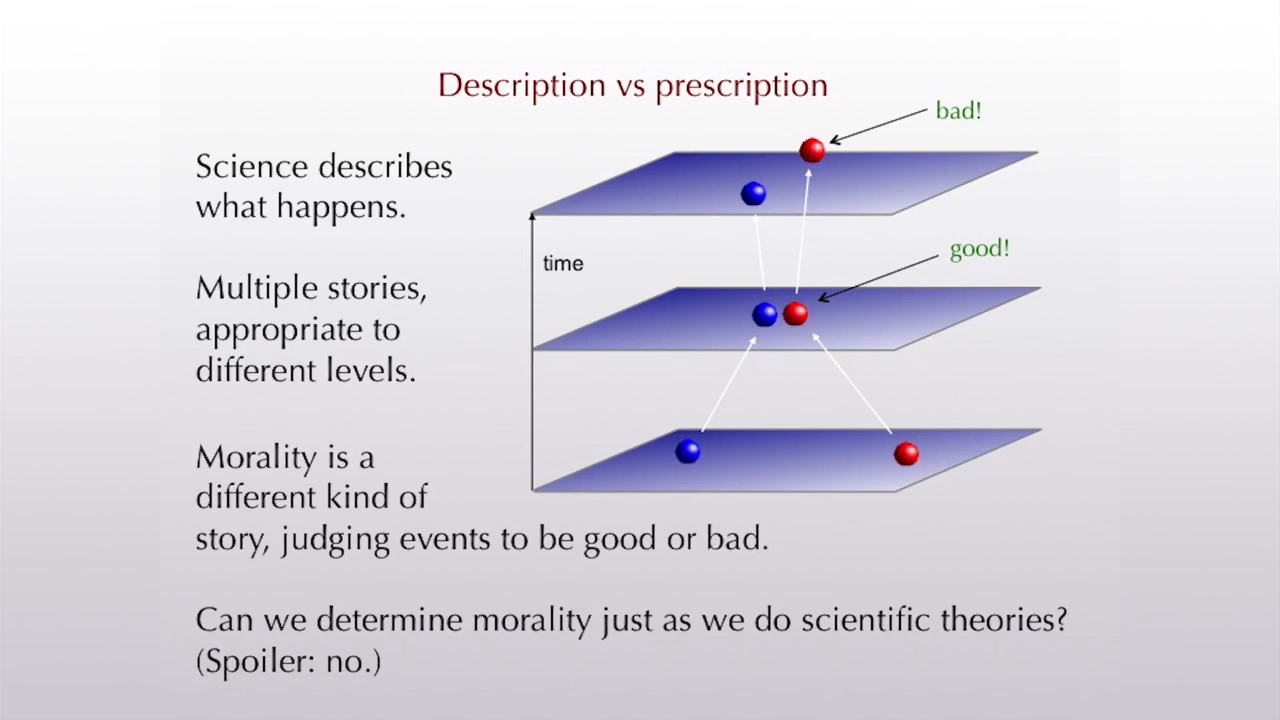 Description vs prescription
bad!
Science describes
what happens.
good!
time
Multiple stories,
appropriate to
different levels.
Morality is a
different kind of
story, judging events to be good or bad.
Can we determine morality just as we do scientific theories?
(Spoiler: no.)